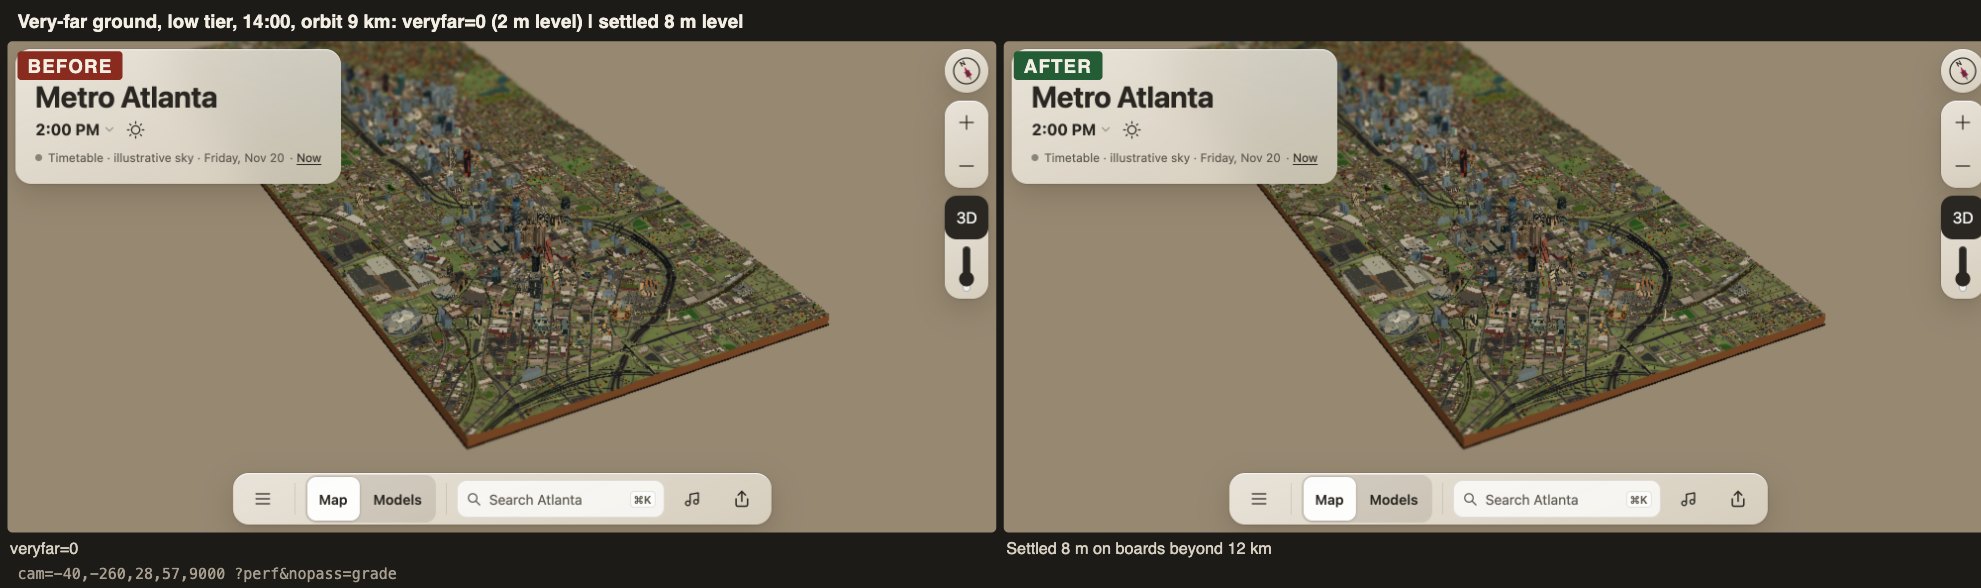 Very-far ground, low tier, 14:00, orbit 9 km: veryfar=0 (2 m level) | settled 8 m level
BEFORE
Metro Atlanta
2:00 PM
Timetable · illustrative sky · Friday, Nov 20 · Now
N
+
−
3D
Map Models Search Atlanta ⌘K
AFTER
Metro Atlanta
2:00 PM
Timetable · illustrative sky · Friday, Nov 20 · Now
N
+
−
3D
Map Models Search Atlanta ⌘K
veryfar=0
Settled 8 m on boards beyond 12 km
cam=−40,−260,28,57,9000 ?perf&nopass=grade